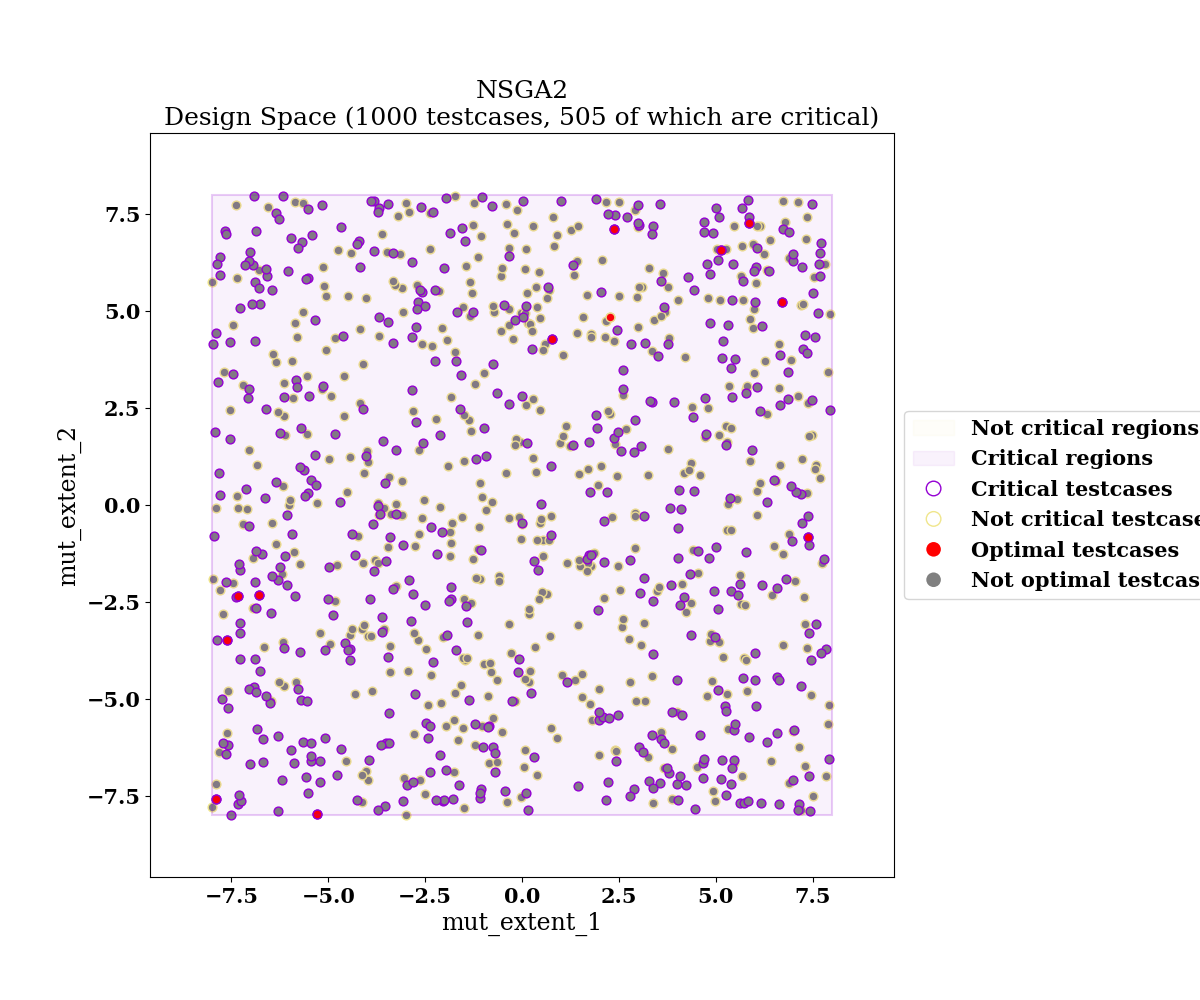 NSGA2
Design Space (1000 testcases, 505 of which are critical)
mut_extent_2
7.5
5.0
2.5
0.0
−2.5
−5.0
−7.5
−7.5
−5.0
−2.5
0.0
2.5
5.0
7.5
mut_extent_1
Not critical regions
Critical regions
Critical testcases
Not critical testcase
Optimal testcases
Not optimal testcas